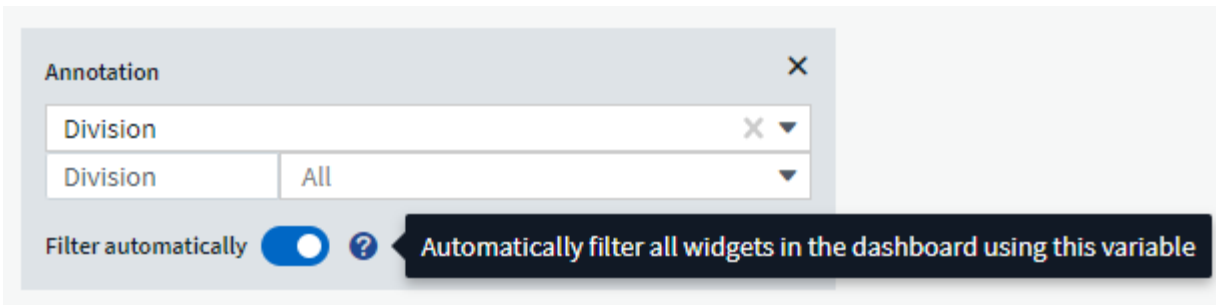 Annotation
Division
Division All
Filter automatically ? Automatically filter all widgets in the dashboard using this variable